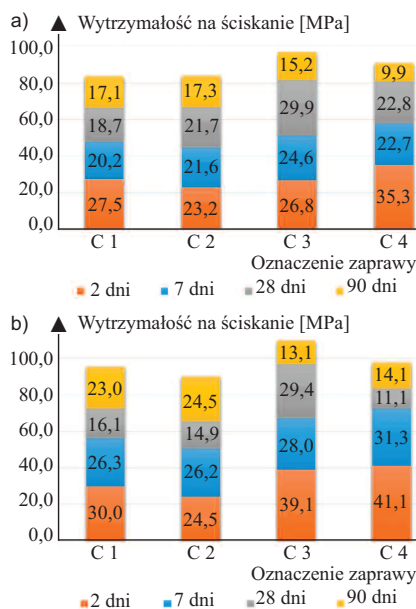 a) ▲ Wytrzymałość na ściskanie [MPa]
100,0
80,0
60,0
40,0
20,0
0,0
17,1 17,3 15,2 9,9
18,7 21,7 29,9 22,8
20,2 21,6 24,6 22,7
27,5 23,2 26,8 35,3
C 1 C 2 C 3 C 4
Oznaczenie zaprawy
2 dni 7 dni 28 dni 90 dni
b) ▲ Wytrzymałość na ściskanie [MPa]
100,0
80,0
60,0
40,0
20,0
0,0
23,0 24,5 13,1 14,1
16,1 14,9 29,4 11,1
26,3 26,2 28,0 31,3
30,0 24,5 39,1 41,1
C 1 C 2 C 3 C 4
Oznaczenie zaprawy
2 dni 7 dni 28 dni 90 dni